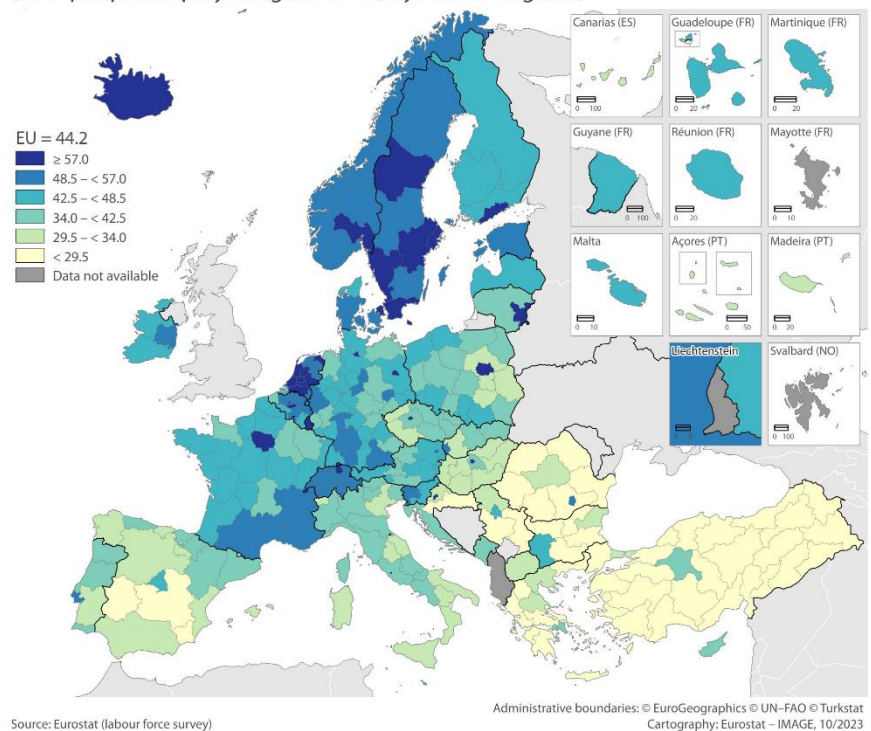 Canarias (ES)
0 100
Guadeloupe (FR)
0 20
Martinique (FR)
0 20
EU = 44.2
≥ 57.0
48.5 – < 57.0
42.5 – < 48.5
34.0 – < 42.5
29.5 – < 34.0
< 29.5
Data not available
Guyane (FR)
0 100
Réunion (FR)
0 20
Mayotte (FR)
0 10
Malta
0 10
Açores (PT)
0 50
Madeira (PT)
0 20
Liechtenstein
Svalbard (NO)
0 100
Administrative boundaries: © EuroGeographics © UN–FAO © Turkstat
Source: Eurostat (labour force survey)
Cartography: Eurostat – IMAGE, 10/2023